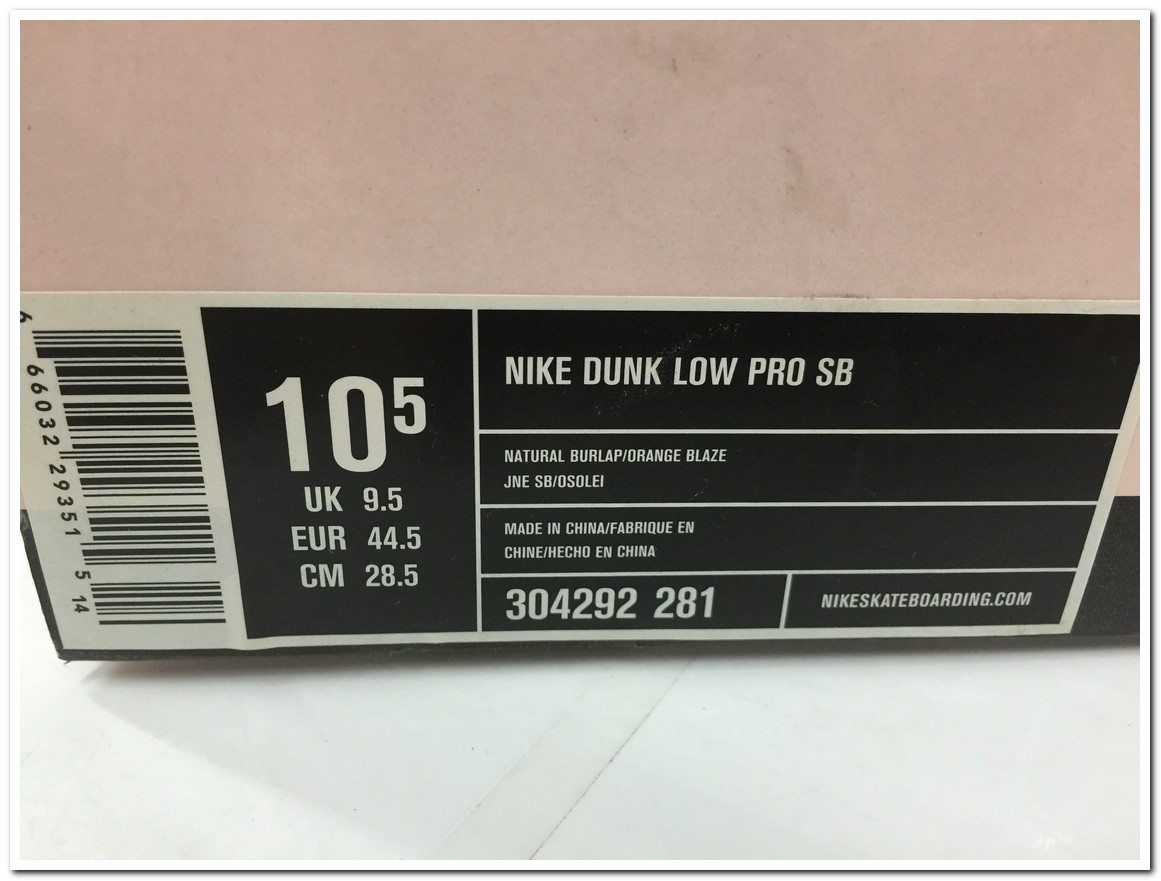 6 66032 29351 5 14
10 5
UK 9.5
EUR 44.5
CM 28.5
NIKE DUNK LOW PRO SB
NATURAL BURLAP/ORANGE BLAZE
JNE SB/OSOLEI
MADE IN CHINA/FABRIQUE EN
CHINE/HECHO EN CHINA
304292 281
NIKESKATEBOARDING.COM